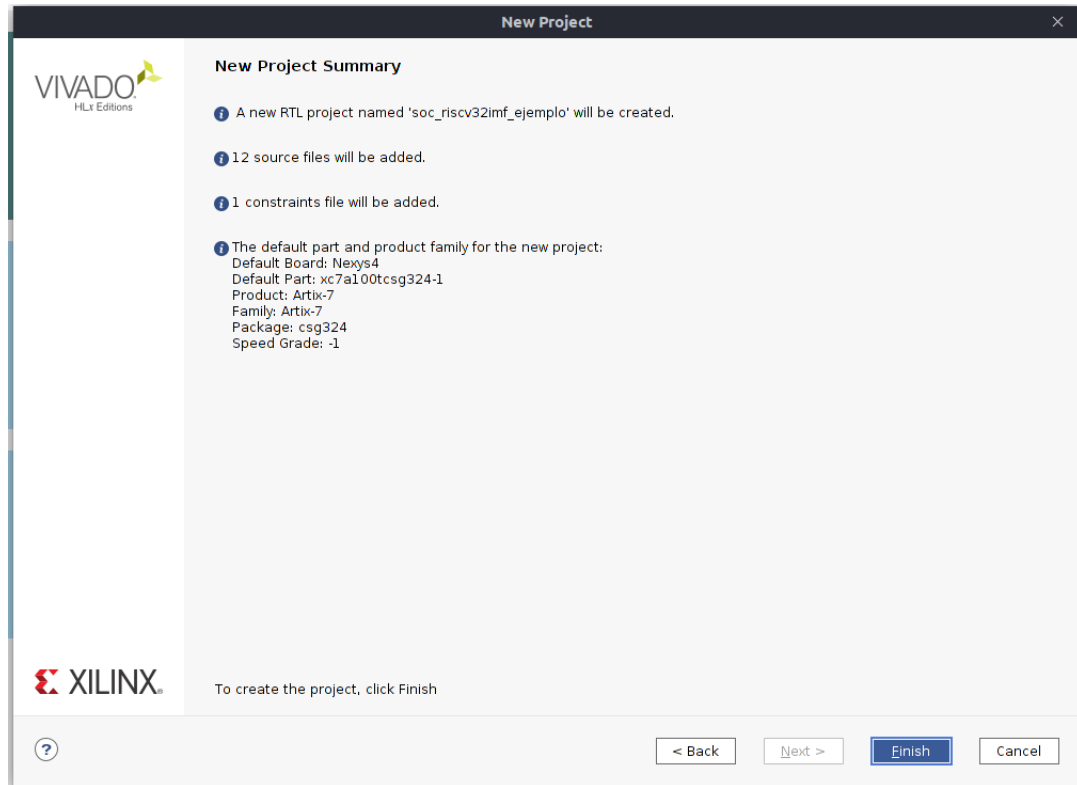 New Project
VIVADO.
HLx Editions
New Project Summary
A new RTL project named 'soc_riscv32imf_ejemplo' will be created.
12 source files will be added.
1 constraints file will be added.
The default part and product family for the new project:
Default Board: Nexys4
Default Part: xc7a100tcsg324-1
Product: Artix-7
Family: Artix-7
Package: csg324
Speed Grade: -1
XILINX.
To create the project, click Finish
?
< Back
Next >
Finish
Cancel